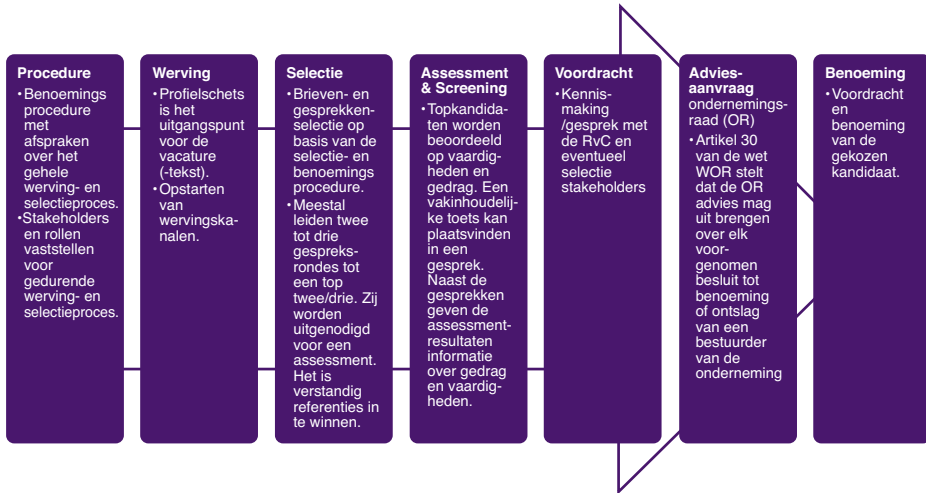 Procedure
• Benoemings
procedure
met
afspraken
over het
gehele
werving- en
selectieproces.
• Stakeholders
en rollen
vaststellen
voor
gedurende
werving- en
selectieproces.
Werving
• Profielschets
is het
uitgangspunt
voor de
vacature
(-tekst).
• Opstarten
van
wervingska-
nalen.
Selectie
• Brieven- en
gesprekken-
selectie op
basis van de
selectie- en
benoemings
procedure.
• Meestal
leiden twee
tot drie
gespreks-
rondes tot
een top
twee/drie. Zij
worden
uitgenodigd
voor een
assessment.
Het is
verstandig
referenties in
te winnen.
Assessment
& Screening
• Topkandida-
ten worden
beoordeel
op vaardig-
heden en
gedrag. Een
vakinhoudelij-
ke toets kan
plaatsvinden
in een
gesprek.
Naast de
gesprekken
geven de
assessment-
resultaten
informatie
over gedrag
en vaardig-
heden.
Voordracht
• Kennis-
making
/gesprek met
de RvC en
eventueel
selectie
stakeholders
Advies-
aanvraag
ondernemings-
raad (OR)
• Artikel 30
van de wet
WOR stelt
dat de OR
advies mag
uit brengen
over elk
voor-
genomen
besluit tot
benoeming
of ontslag
van een
bestuurder
van de
onderneming
Benoeming
• Voordracht
en
benoeming
van de
gekozen
kandidaat.